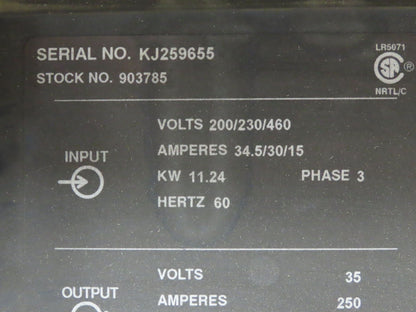 SERIAL NO. KJ259655
STOCK NO. 903785
LR5071
SA ®
NRTL/C
INPUT
VOLTS 200/230/460
AMPERES 34.5/30/15
KW 11.24 PHASE 3
HERTZ 60
OUTPUT
VOLTS 35
AMPERES 250